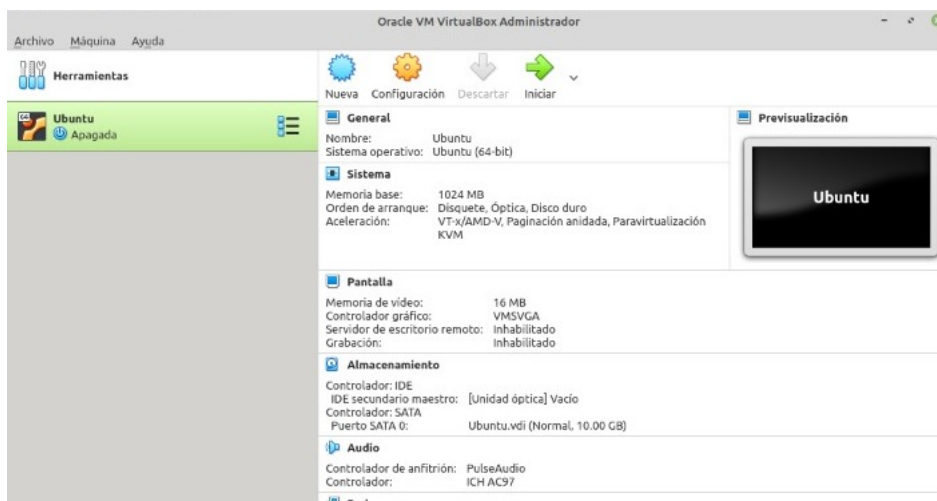 Oracle VM VirtualBox Administrador
Archivo Máquina Ayuda
Herramientas
Nueva Configuración Descartar Iniciar
64
Ubuntu
Apagada
General
Nombre: Ubuntu
Sistema operativo: Ubuntu (64-bit)
Previsualización
Ubuntu
Sistema
Memoria base: 1024 MB
Orden de arranque: Disquete, Óptica, Disco duro
Aceleración: VT-x/AMD-V, Paginación anidada, Paravirtualización
KVM
Pantalla
Memoria de vídeo: 16 MB
Controlador gráfico: VMSVGA
Servidor de escritorio remoto: Inhabilitado
Grabación: Inhabilitado
Almacenamiento
Controlador: IDE
IDE secundario maestro: [Unidad óptica] Vacío
Controlador: SATA
Puerto SATA 0: Ubuntu.vdi (Normal, 10.00 GB)
Audio
Controlador de anfitrión: PulseAudio
Controlador: ICH AC97